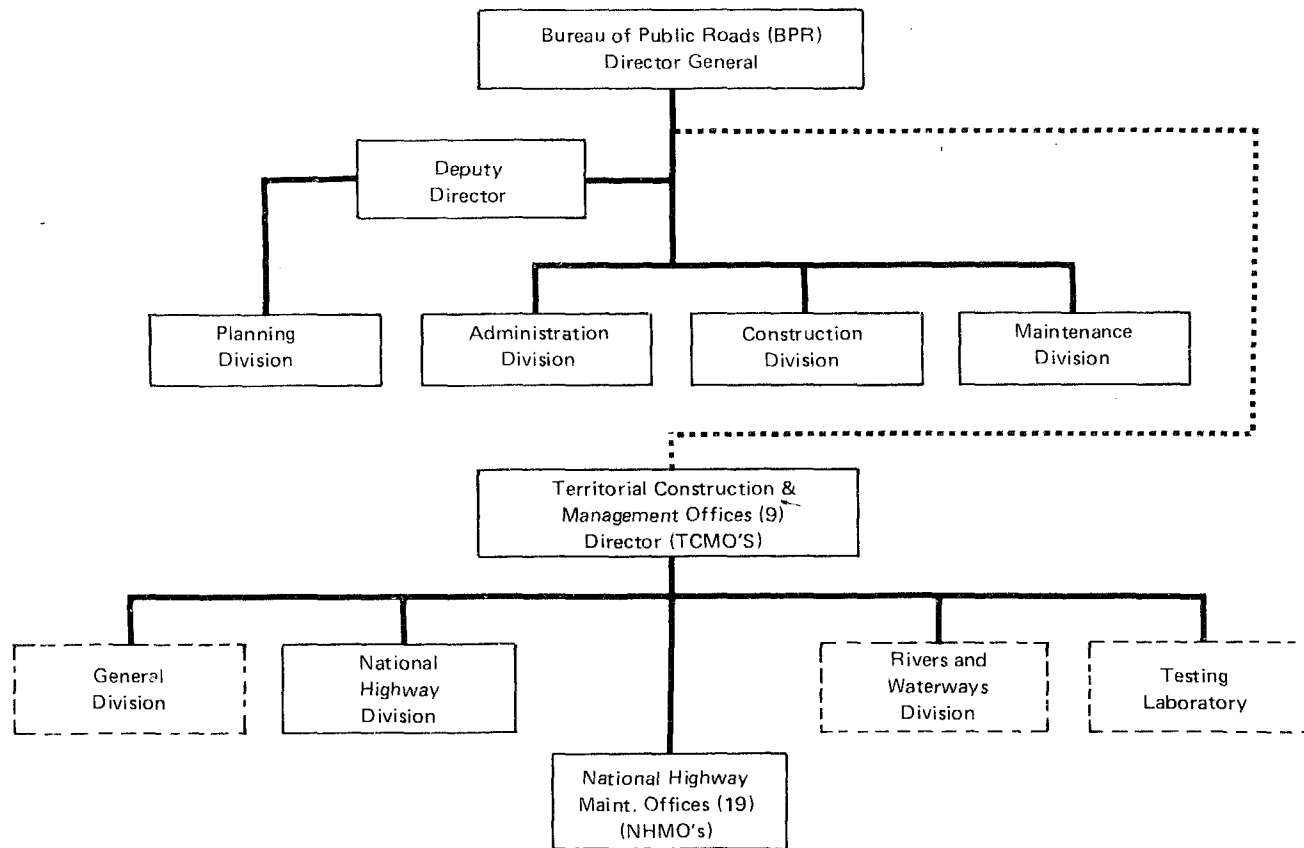 Bureau of Public Roads (BPR)
Director General
Deputy
Director
Planning
Division
Administration
Division
Construction
Division
Maintenance
Division
Territorial Construction &
Management Offices (9)
Director (TCMO'S)
General
Division
National
Highway
Division
Rivers and
Waterways
Division
Testing
Laboratory
National Highway
Maint. Offices (19)
(NHMO's)